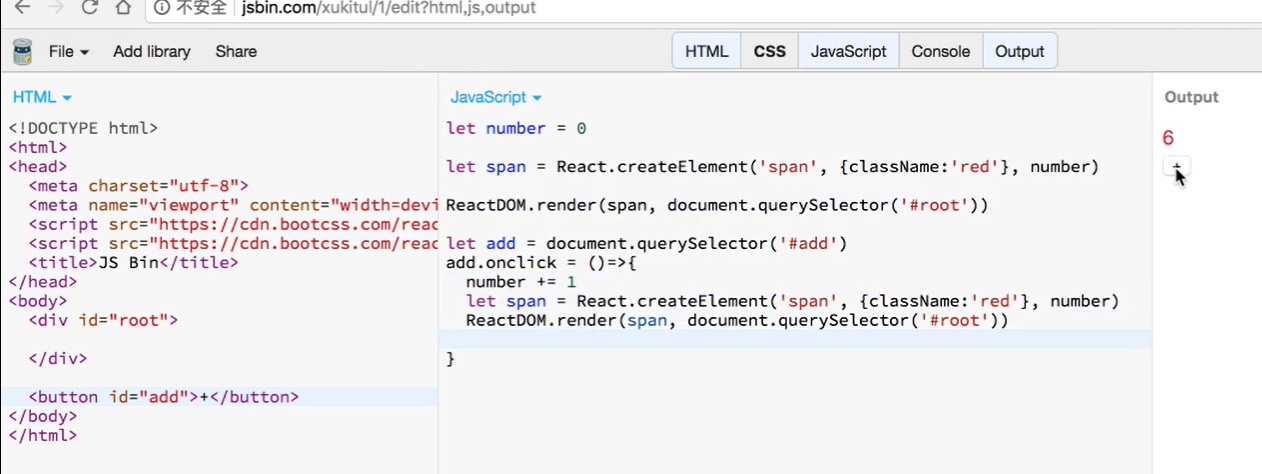 不安全 jsbin.com/xukitul/1/edit?html,js,output
File Add library Share HTML CSS JavaScript Console Output
HTML
<!DOCTYPE html>
<html>
<head>
<meta charset="utf-8">
<meta name="viewport" content="width=devi
<script src="https://cdn.bootcss.com/reac
<script src="https://cdn.bootcss.com/reac
<title>JS Bin</title>
</head>
<body>
<div id="root">
</div>
<button id="add">+</button>
</body>
</html>
JavaScript
let number = 0
let span = React.createElement('span', {className:'red'}, number)
ReactDOM.render(span, document.querySelector('#root'))
let add = document.querySelector('#add')
add.onclick = ()=>{
number += 1
let span = React.createElement('span', {className:'red'}, number)
ReactDOM.render(span, document.querySelector('#root'))
}
Output
6
+